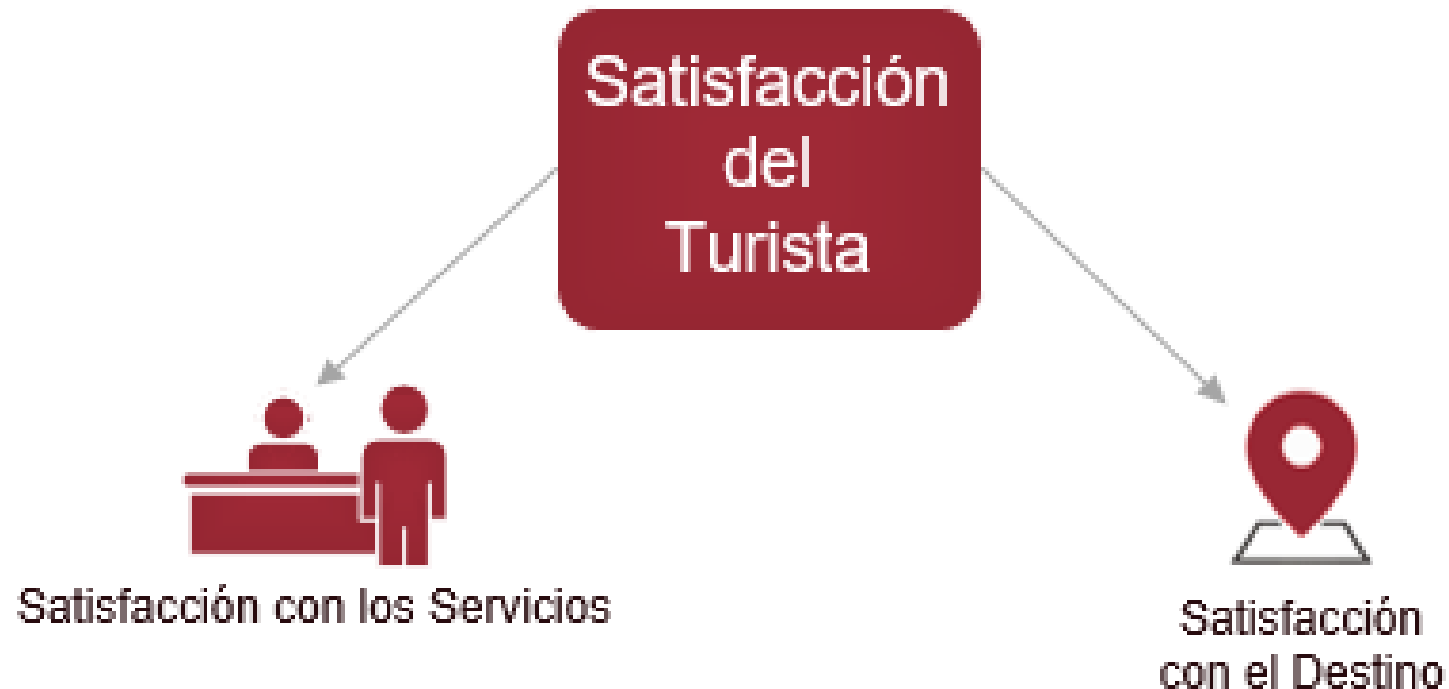 Satisfacción
del
Turista
Satisfacción con los Servicios
Satisfacción
con el Destino